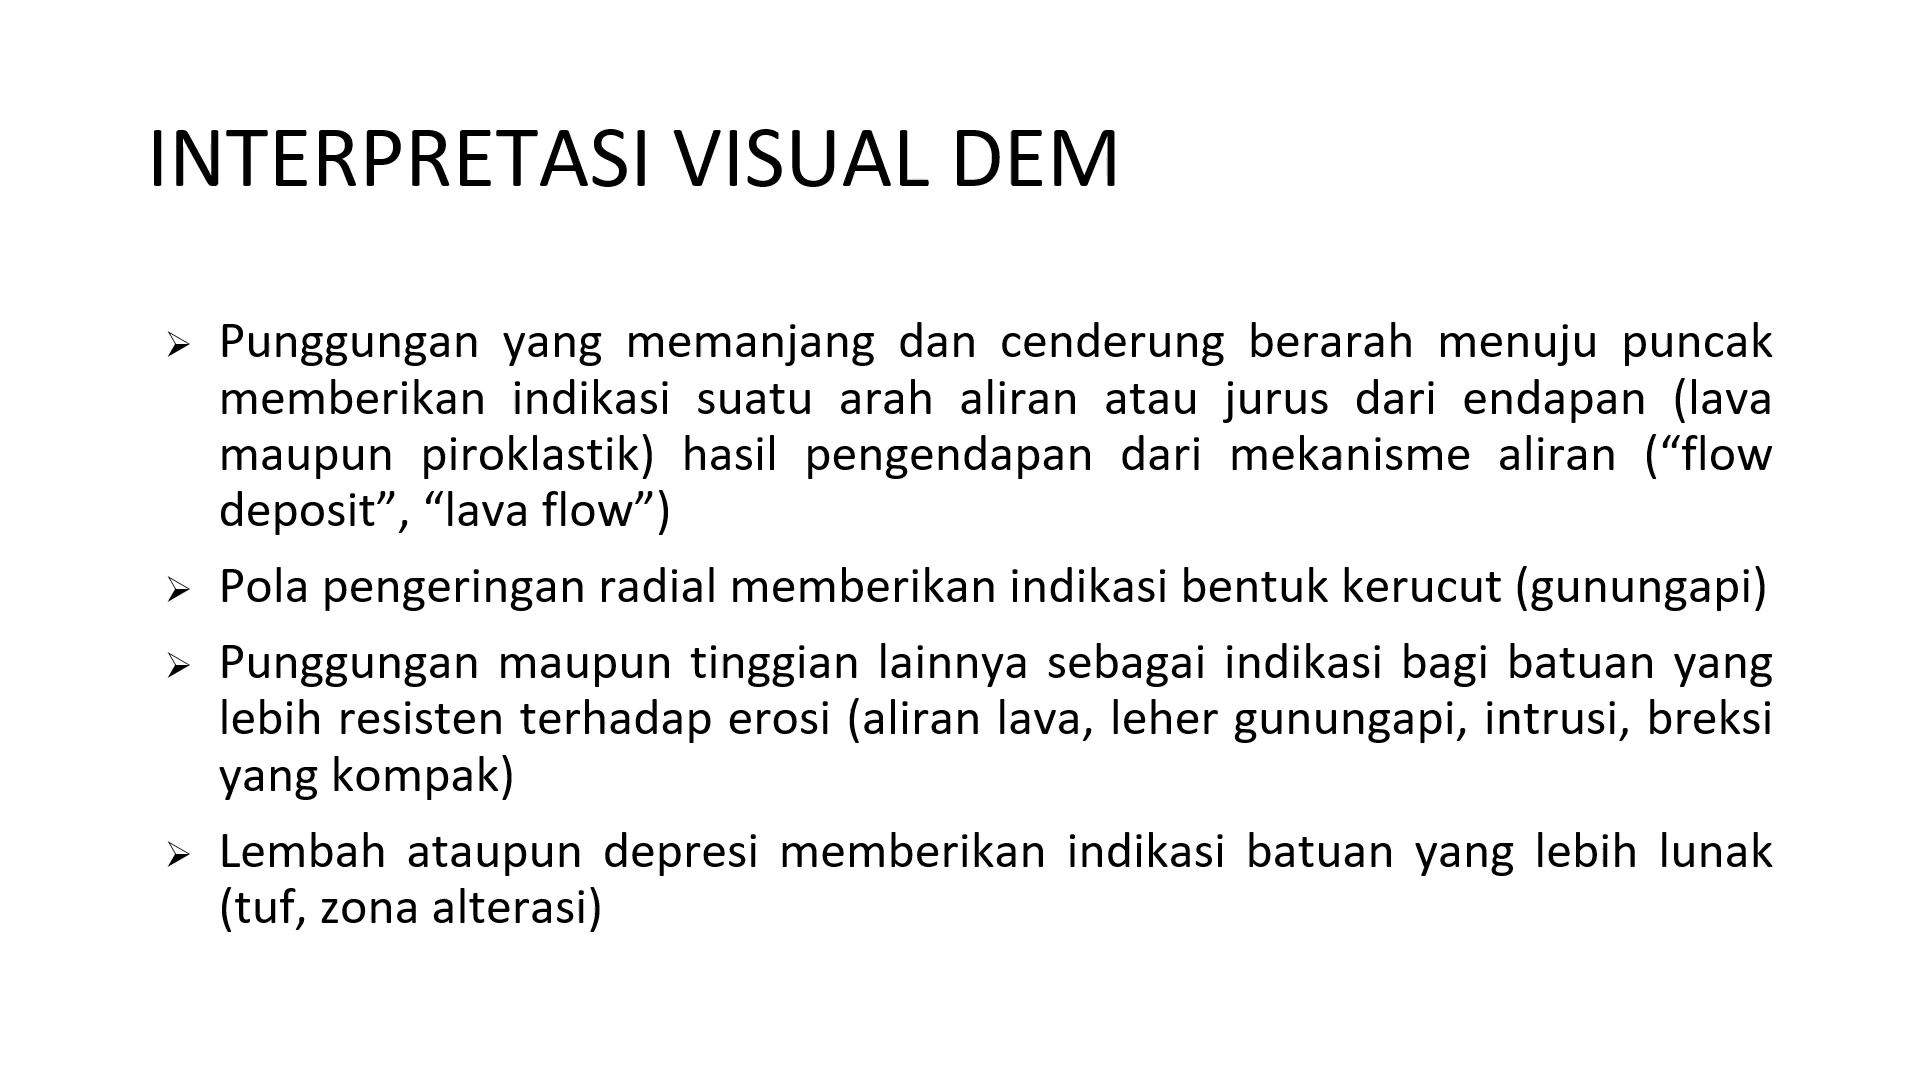 INTERPRETASI VISUAL DEM
➢ Punggungan yang memanjang dan cenderung berarah menuju puncak
memberikan indikasi suatu arah aliran atau jurus dari endapan (lava
maupun piroklastik) hasil pengendapan dari mekanisme aliran (“flow
deposit”, “lava flow”)
➢ Pola pengeringan radial memberikan indikasi bentuk kerucut (gunungapi)
➢ Punggungan maupun tinggian lainnya sebagai indikasi bagi batuan yang
lebih resisten terhadap erosi (aliran lava, leher gunungapi, intrusi, breksi
yang kompak)
➢ Lembah ataupun depresi memberikan indikasi batuan yang lebih lunak
(tuf, zona alterasi)